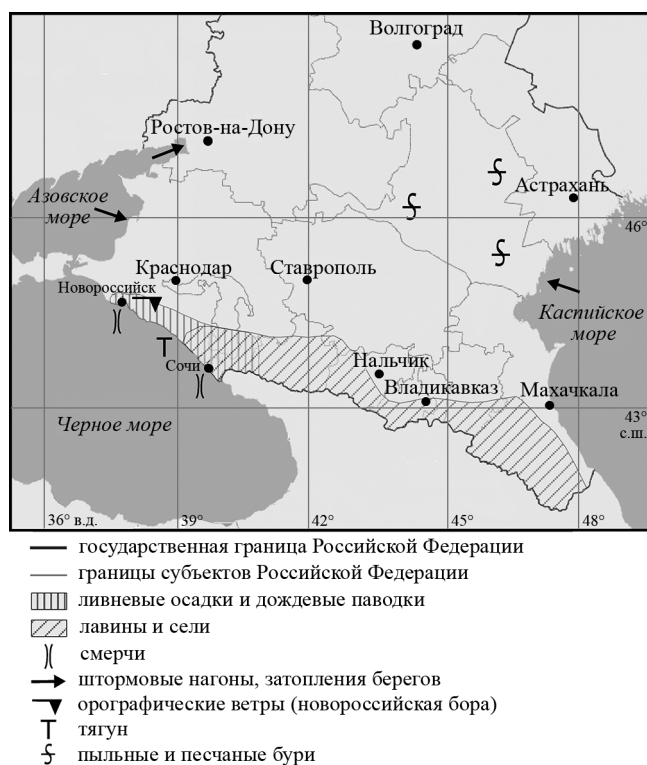 Волгоград
Ростов-на-Дону
Астрахань
Азовское
море
46°
Краснодар
Ставрополь
Новороссийск
Каспийское
море
Сочи
Нальчик
Владикавказ
Махачкала
Черное море
43°
с.ш.
36° в.д.
39°
42°
45°
48°
государственная граница Российской Федерации
границы субъектов Российской Федерации
ливневые осадки и дождевые паводки
лавины и сели
смерчи
штормовые нагоны, затопления берегов
орографические ветры (новороссийская бора)
тягун
пыльные и песчаные бури